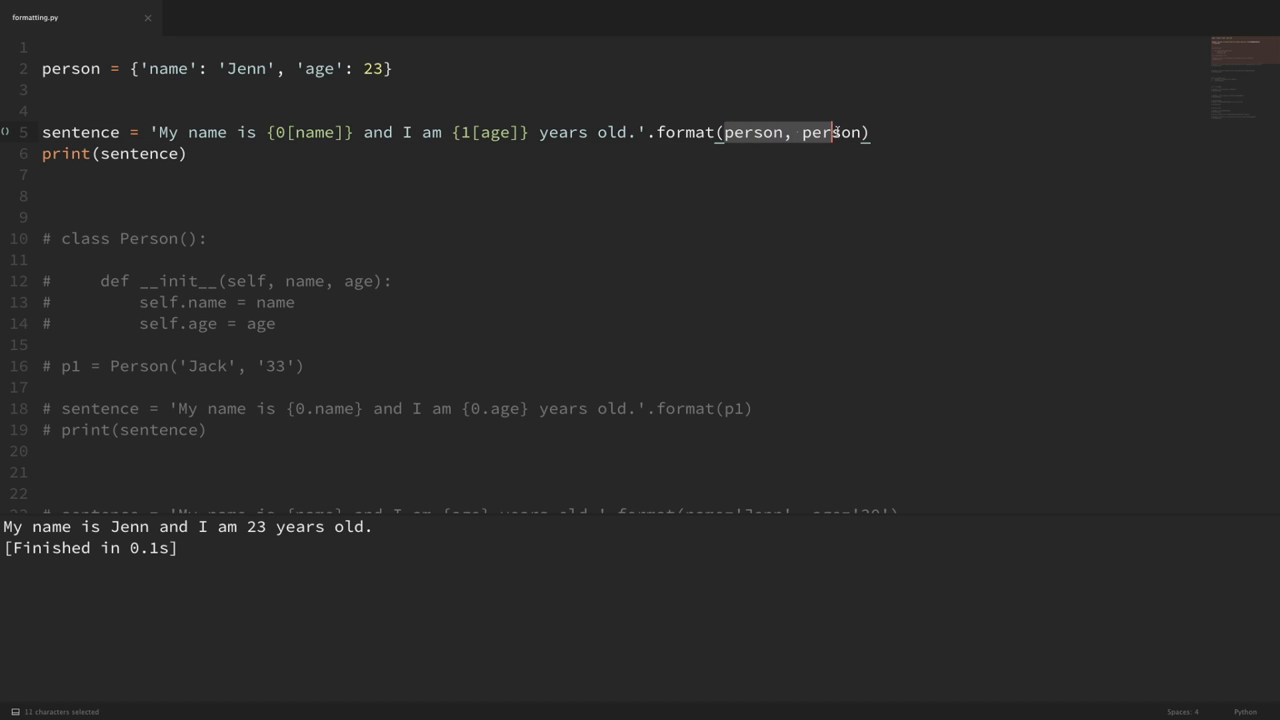 formatting.py
1
2 person = {'name': 'Jenn', 'age': 23}
3
4
5 sentence = 'My name is {0[name]} and I am {1[age]} years old.'.format(person, person)
6 print(sentence)
7
8
9
10 # class Person():
11
12 #     def __init__(self, name, age):
13 #         self.name = name
14 #         self.age = age
15
16 # p1 = Person('Jack', '33')
17
18 # sentence = 'My name is {0.name} and I am {0.age} years old.'.format(p1)
19 # print(sentence)
20
21
22
My name is Jenn and I am 23 years old.
[Finished in 0.1s]
11 characters selected
Spaces: 4
Python